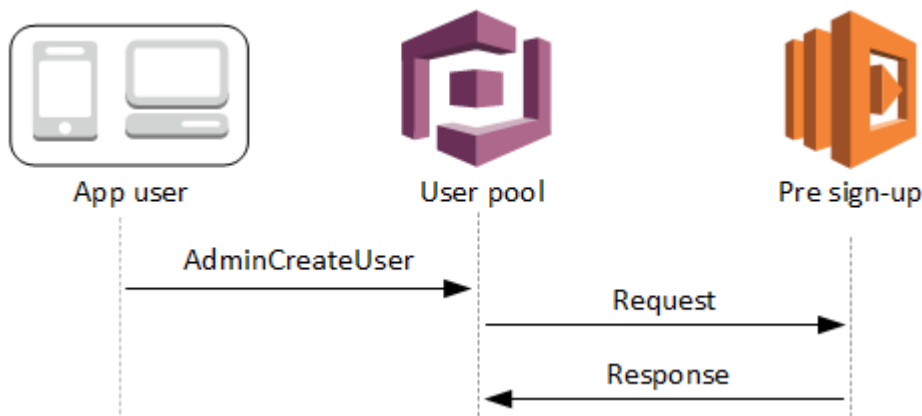 App user
User pool
Pre sign-up
AdminCreateUser
Request
Response